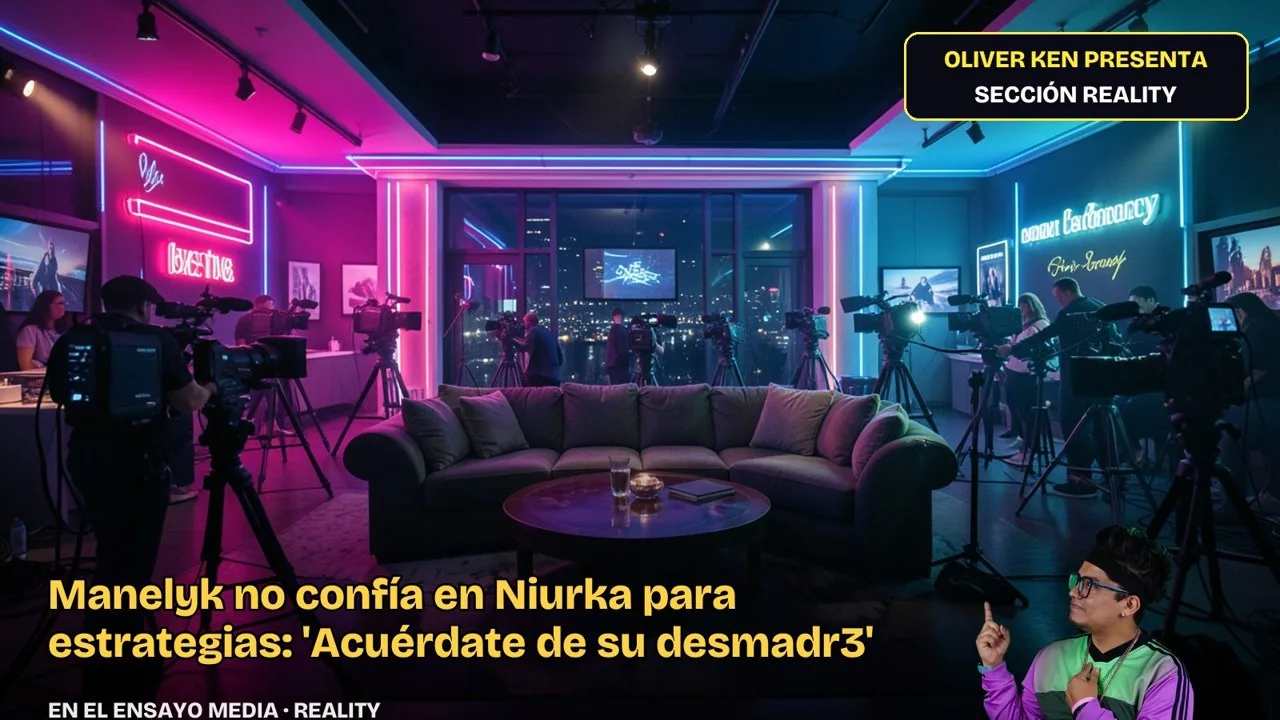 OLIVER KEN PRESENTA
SECCIÓN REALITY
Manelyk no confía en Niurka para
estrategias: 'Acuérdate de su desmadr3'
EN EL ENSAYO MEDIA · REALITY